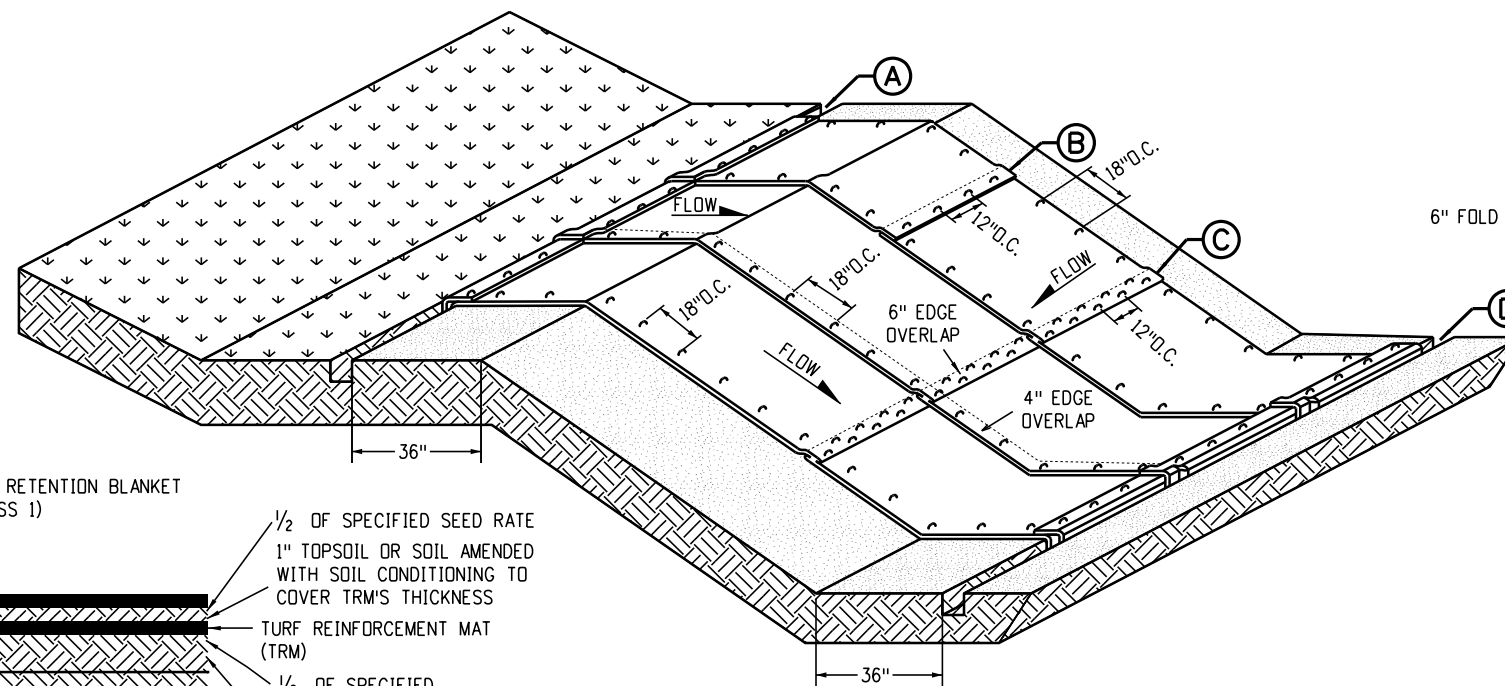 A
B
18"O.C.
6" FOLD
FLOW
12"O.C.
C
FLOW
18"O.C.
18"O.C.
6" EDGE
OVERLAP
12"O.C.
D
FLOW
4" EDGE
OVERLAP
36"
RETENTION BLANKET
SS 1)
1/2 OF SPECIFIED SEED RATE
1" TOPSOIL OR SOIL AMENDED
WITH SOIL CONDITIONING TO
COVER TRM'S THICKNESS
TURF REINFORCEMENT MAT
(TRM)
1/2 OF SPECIFIED
36"